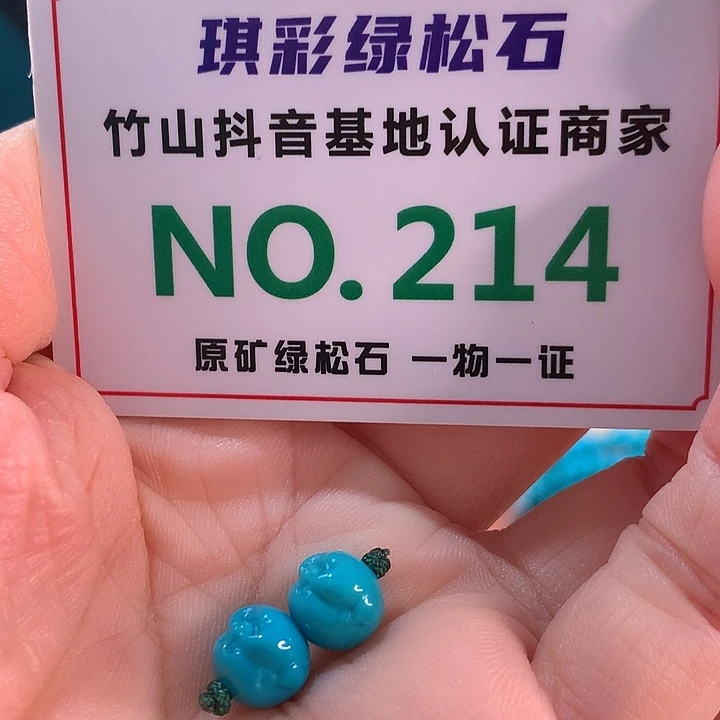 琪彩绿松石
竹山抖音基地认证商家
NO.214
原矿绿松石 一物一证